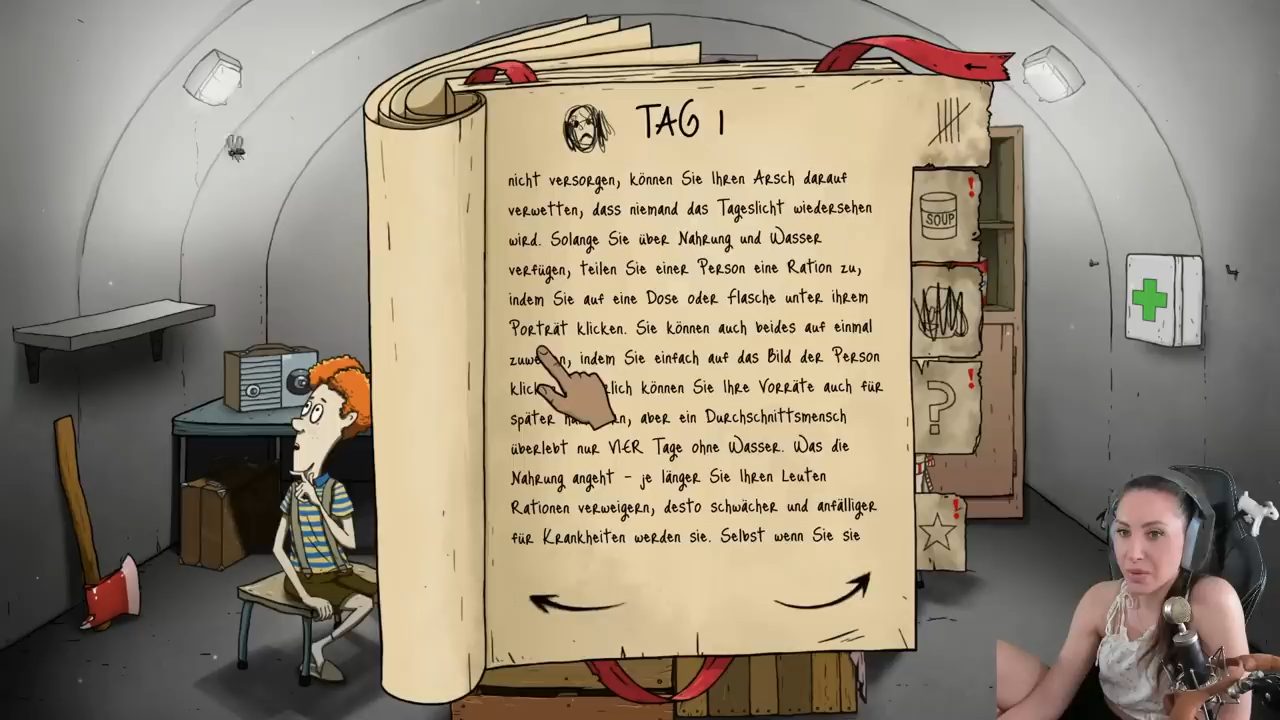 TAG 1
nicht versorgen, können Sie Ihren Arsch darauf
verwetten, dass niemand das Tageslicht wiedersehen
wird. Solange Sie über Nahrung und Wasser
verfügen, teilen Sie einer Person eine Ration zu,
indem Sie auf eine Dose oder Flasche unter ihrem
Porträt klicken. Sie können auch beides auf einmal
indem Sie einfach auf das Bild der Person
können Sie Ihre Vorräte auch für
später aber ein Durchschnittsmensch
überlebt nur VIER Tage ohne Wasser. Was die
Nahrung angeht - je länger Sie Ihren Leuten
Rationen verweigern, desto schwächer und anfälliger
für Krankheiten werden sie. Selbst wenn Sie sie
!
SOUP
!
?
!